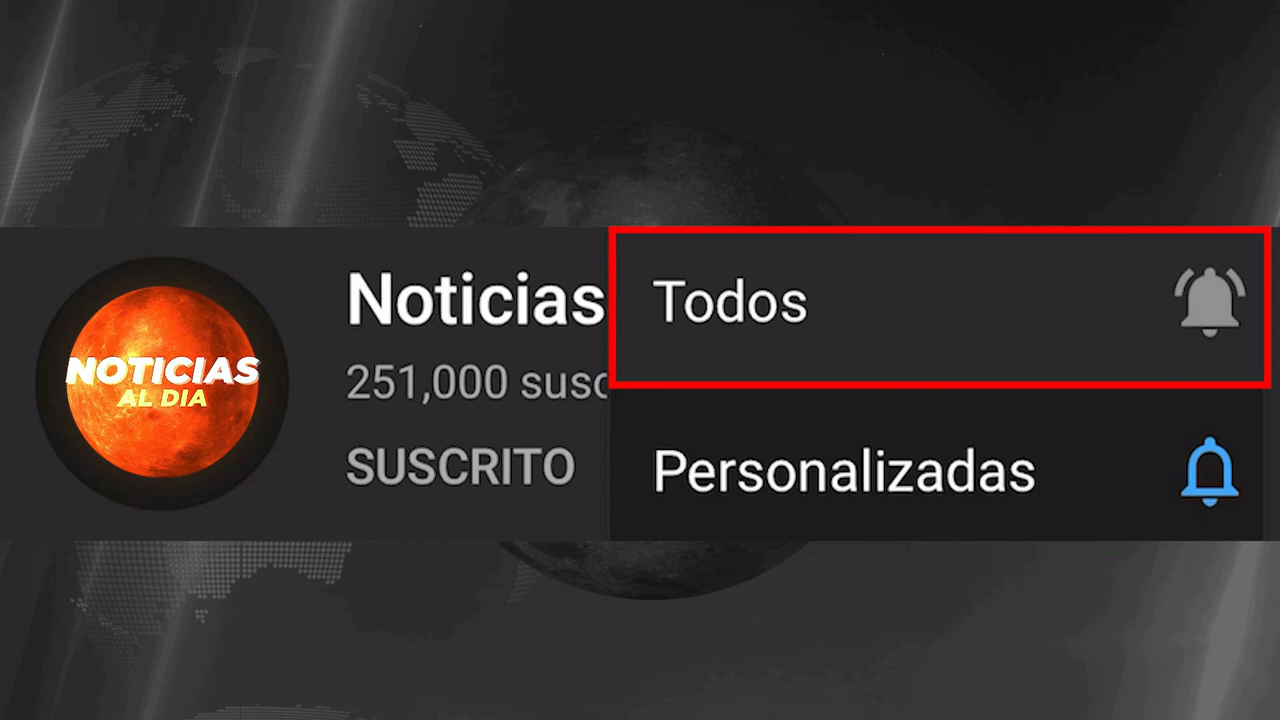 NOTICIAS
AL DIA
Noticias
251,000 susc
SUSCRITO
Todos
Personalizadas